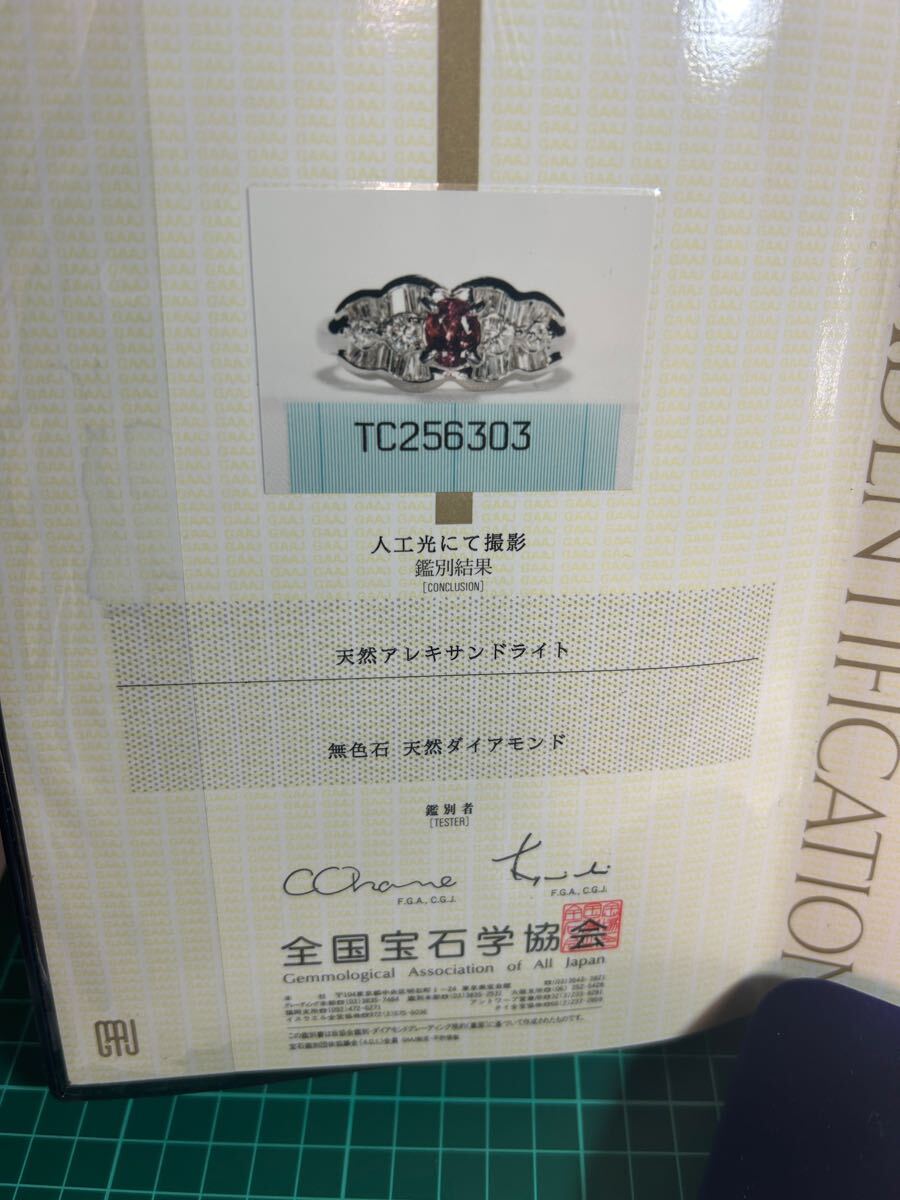 TC256303
人工光にて撮影
鑑別結果
[CONCLUSION]
天然アレキサンドライト
無色石 天然ダイアモンド
鑑別者
[TESTER]
F.G.A., C.G.J.
F.G.A., C.G.J.
全国宝石学協会
Gemmological Association of All Japan
GAAJ
IDENTIFICATION